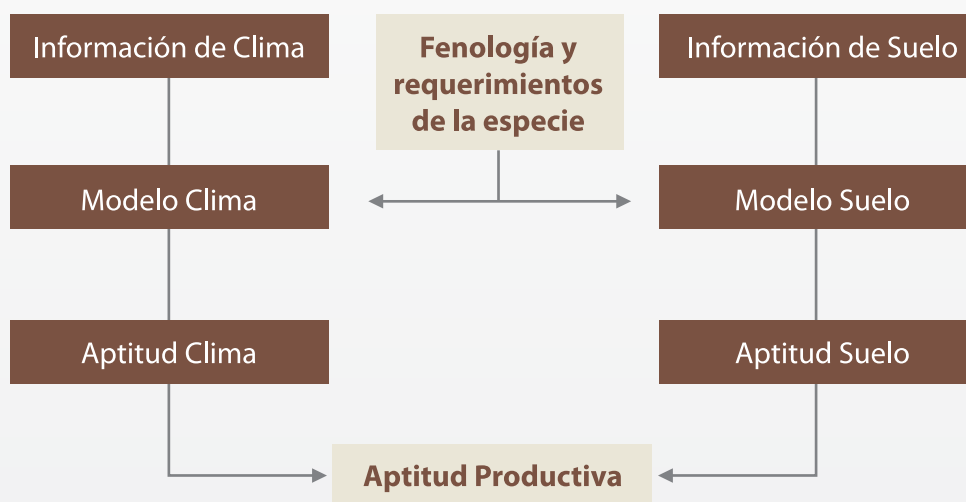 Información de Clima
Fenología y
requerimientos
de la especie
Información de Suelo
Modelo Clima
Modelo Suelo
Aptitud Clima
Aptitud Suelo
Aptitud Productiva